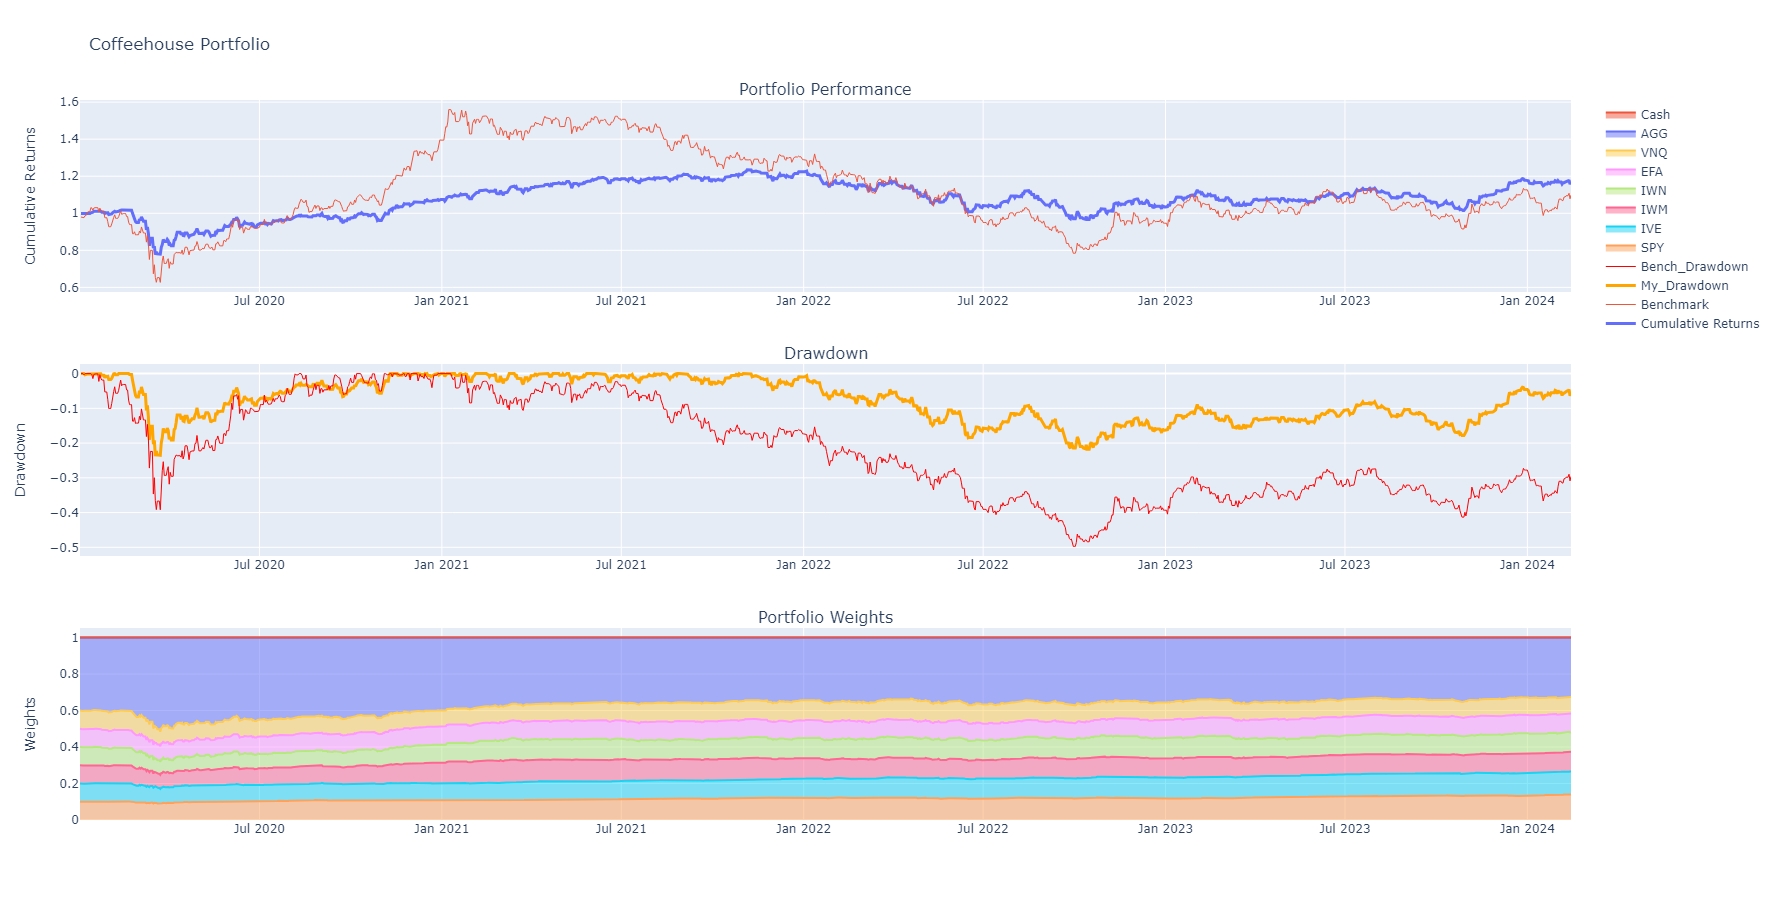 Coffeehouse Portfolio
Portfolio Performance
Cumulative Returns
1.6
1.4
1.2
1
0.8
0.6
Jul 2020 Jan 2021 Jul 2021 Jan 2022 Jul 2022 Jan 2023 Jul 2023 Jan 2024
Cash
AGG
VNQ
EFA
IWN
IWM
IVE
SPY
Bench_Drawdown
My_Drawdown
Benchmark
Cumulative Returns
Drawdown
Drawdown
0
−0.1
−0.2
−0.3
−0.4
−0.5
Jul 2020 Jan 2021 Jul 2021 Jan 2022 Jul 2022 Jan 2023 Jul 2023 Jan 2024
Portfolio Weights
Weights
1
0.8
0.6
0.4
0.2
0
Jul 2020 Jan 2021 Jul 2021 Jan 2022 Jul 2022 Jan 2023 Jul 2023 Jan 2024